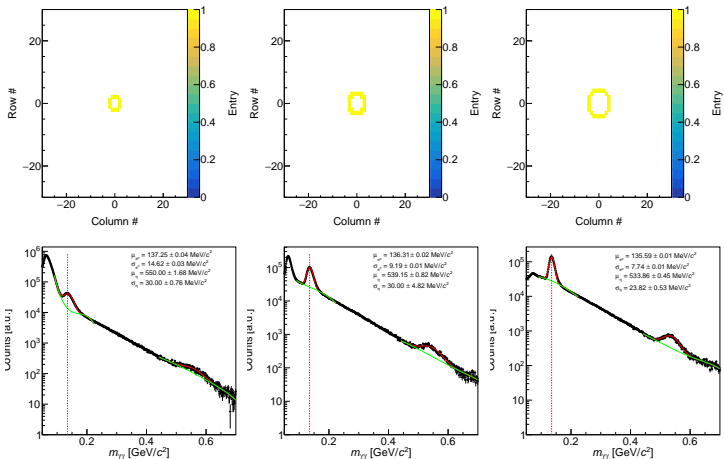 20
0
−20
Row #
−20
0
20
Column #
1
0.8
0.6
0.4
0.2
0
Entry
20
0
−20
Row #
−20
0
20
Column #
1
0.8
0.6
0.4
0.2
0
Entry
20
0
−20
Row #
−20
0
20
Column #
1
0.8
0.6
0.4
0.2
0
Entry
10⁶
10⁵
10⁴
10³
10²
10
1
Counts [a.u.]
μπ⁰ = 137.25 ± 0.04 MeV/c²
σπ⁰ = 14.62 ± 0.03 MeV/c²
μη = 550.00 ± 1.68 MeV/c²
ση = 30.00 ± 0.76 MeV/c²
0.2
0.4
0.6
mγγ [GeV/c²]
10⁵
10⁴
10³
10²
10
1
Counts [a.u.]
μπ⁰ = 136.31 ± 0.02 MeV/c²
σπ⁰ = 9.19 ± 0.01 MeV/c²
μη = 539.15 ± 0.82 MeV/c²
ση = 30.00 ± 4.82 MeV/c²
0.2
0.4
0.6
mγγ [GeV/c²]
10⁵
10⁴
10³
10²
10
1
Counts [a.u.]
μπ⁰ = 135.59 ± 0.01 MeV/c²
σπ⁰ = 7.74 ± 0.01 MeV/c²
μη = 533.86 ± 0.45 MeV/c²
ση = 23.82 ± 0.53 MeV/c²
0.2
0.4
0.6
mγγ [GeV/c²]